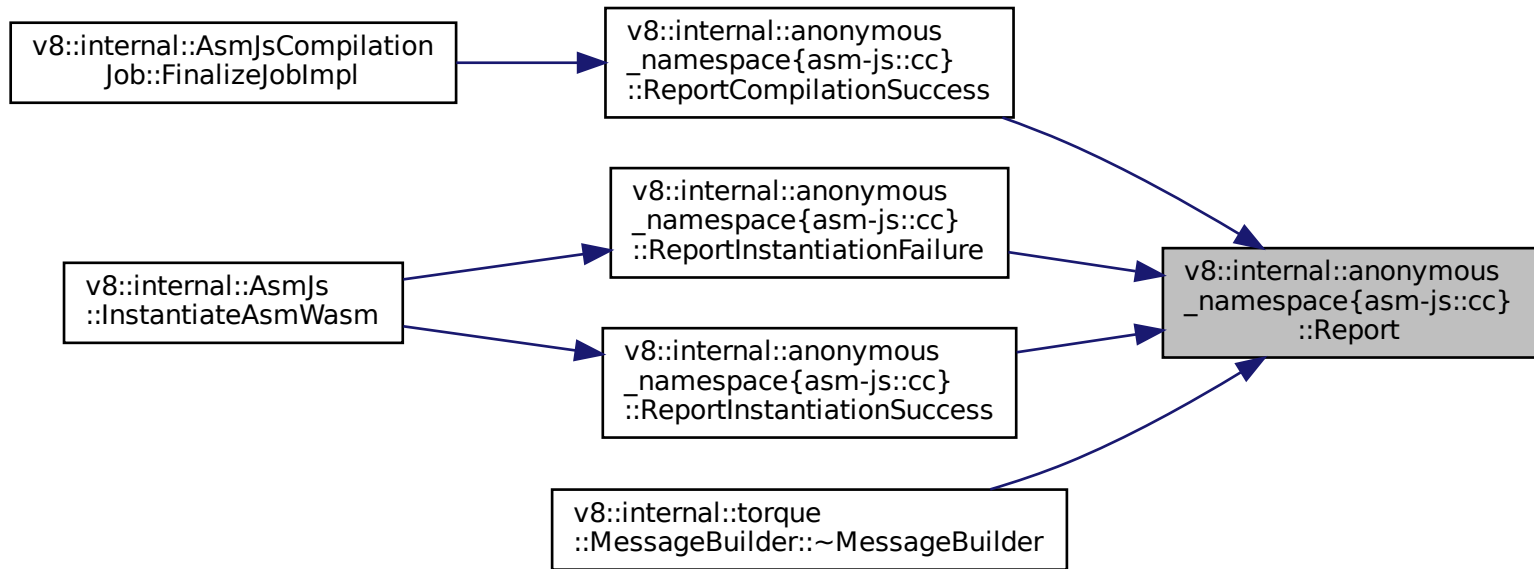 v8::internal::AsmJsCompilation
Job::FinalizeJobImpl
v8::internal::anonymous
_namespace{asm-js::cc}
::ReportCompilationSuccess
v8::internal::AsmJs
::InstantiateAsmWasm
v8::internal::anonymous
_namespace{asm-js::cc}
::ReportInstantiationFailure
v8::internal::anonymous
_namespace{asm-js::cc}
::ReportInstantiationSuccess
v8::internal::torque
::MessageBuilder::~MessageBuilder
v8::internal::anonymous
_namespace{asm-js::cc}
::Report